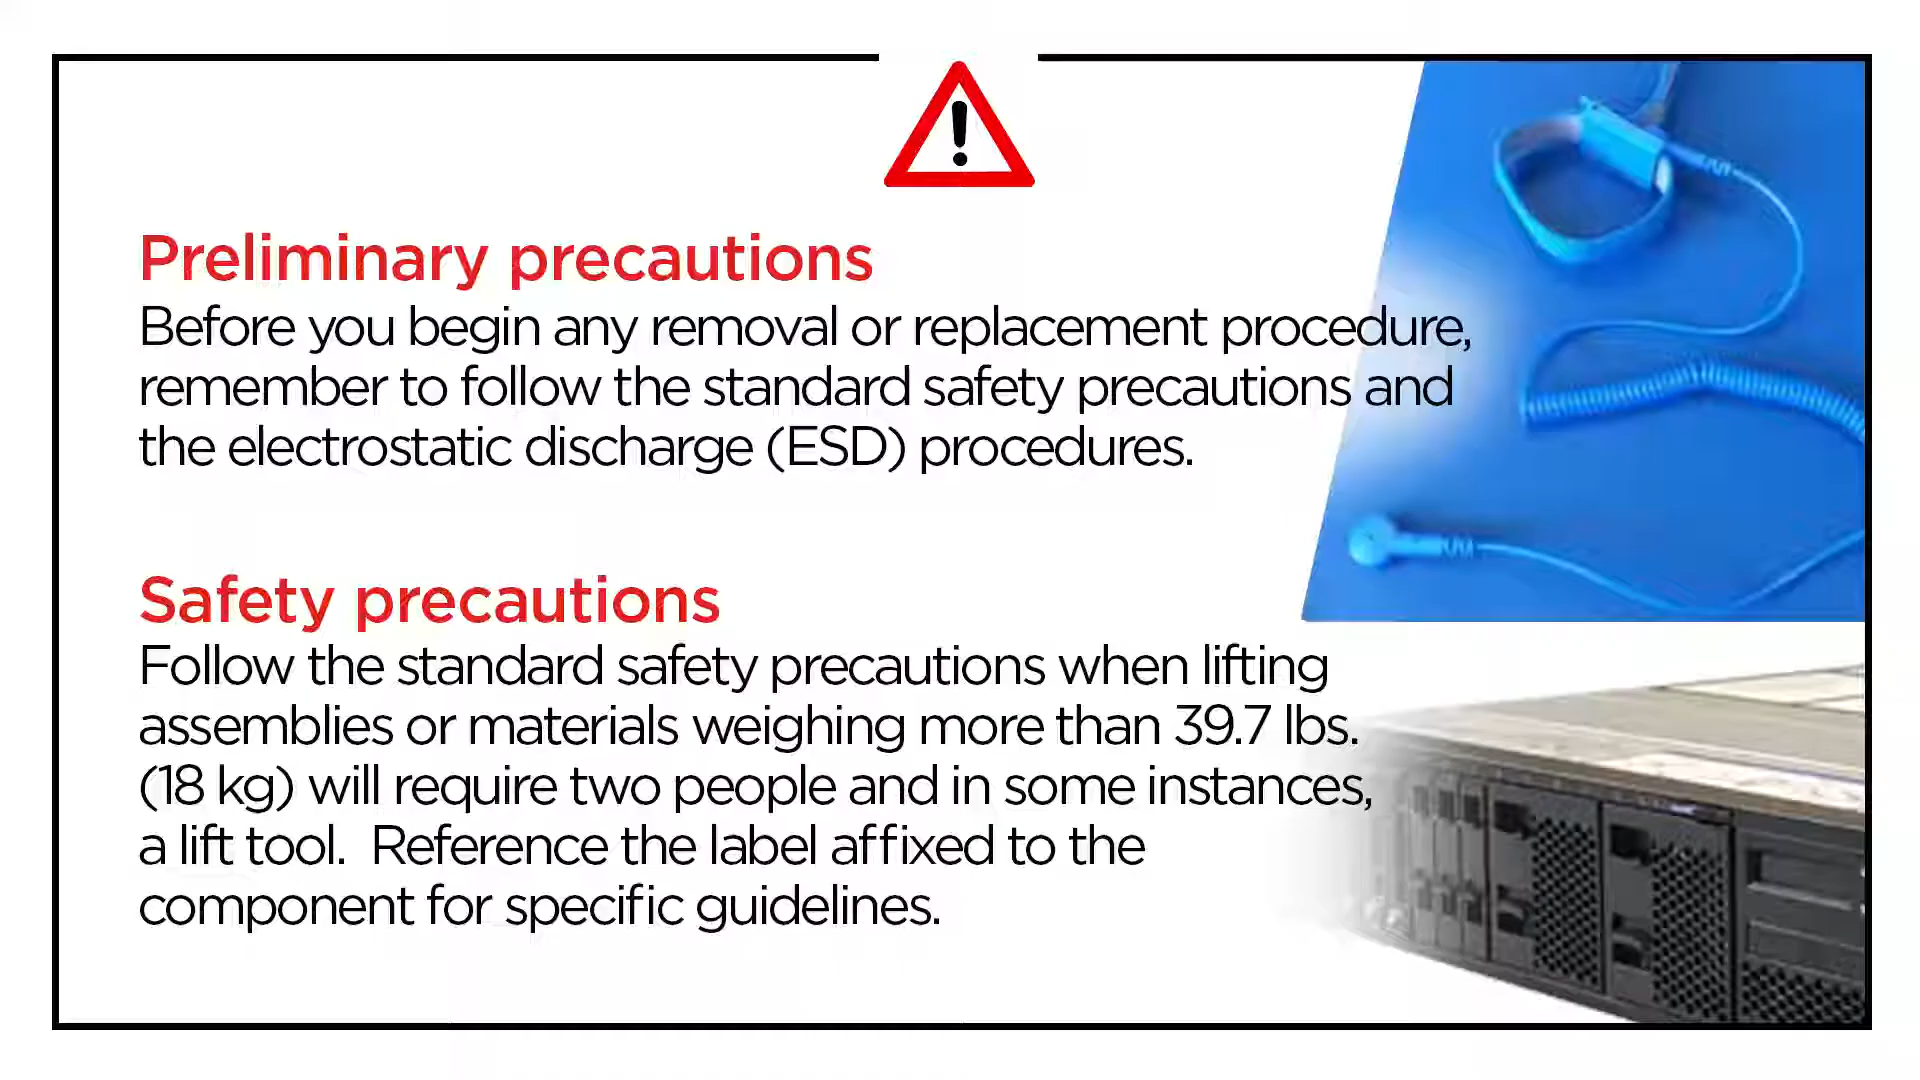 Preliminary precautions
Before you begin any removal or replacement procedure,
remember to follow the standard safety precautions and
the electrostatic discharge (ESD) procedures.
Safety precautions
Follow the standard safety precautions when lifting
assemblies or materials weighing more than 39.7 lbs.
(18 kg) will require two people and in some instances,
a lift tool.  Reference the label affixed to the
component for specific guidelines.